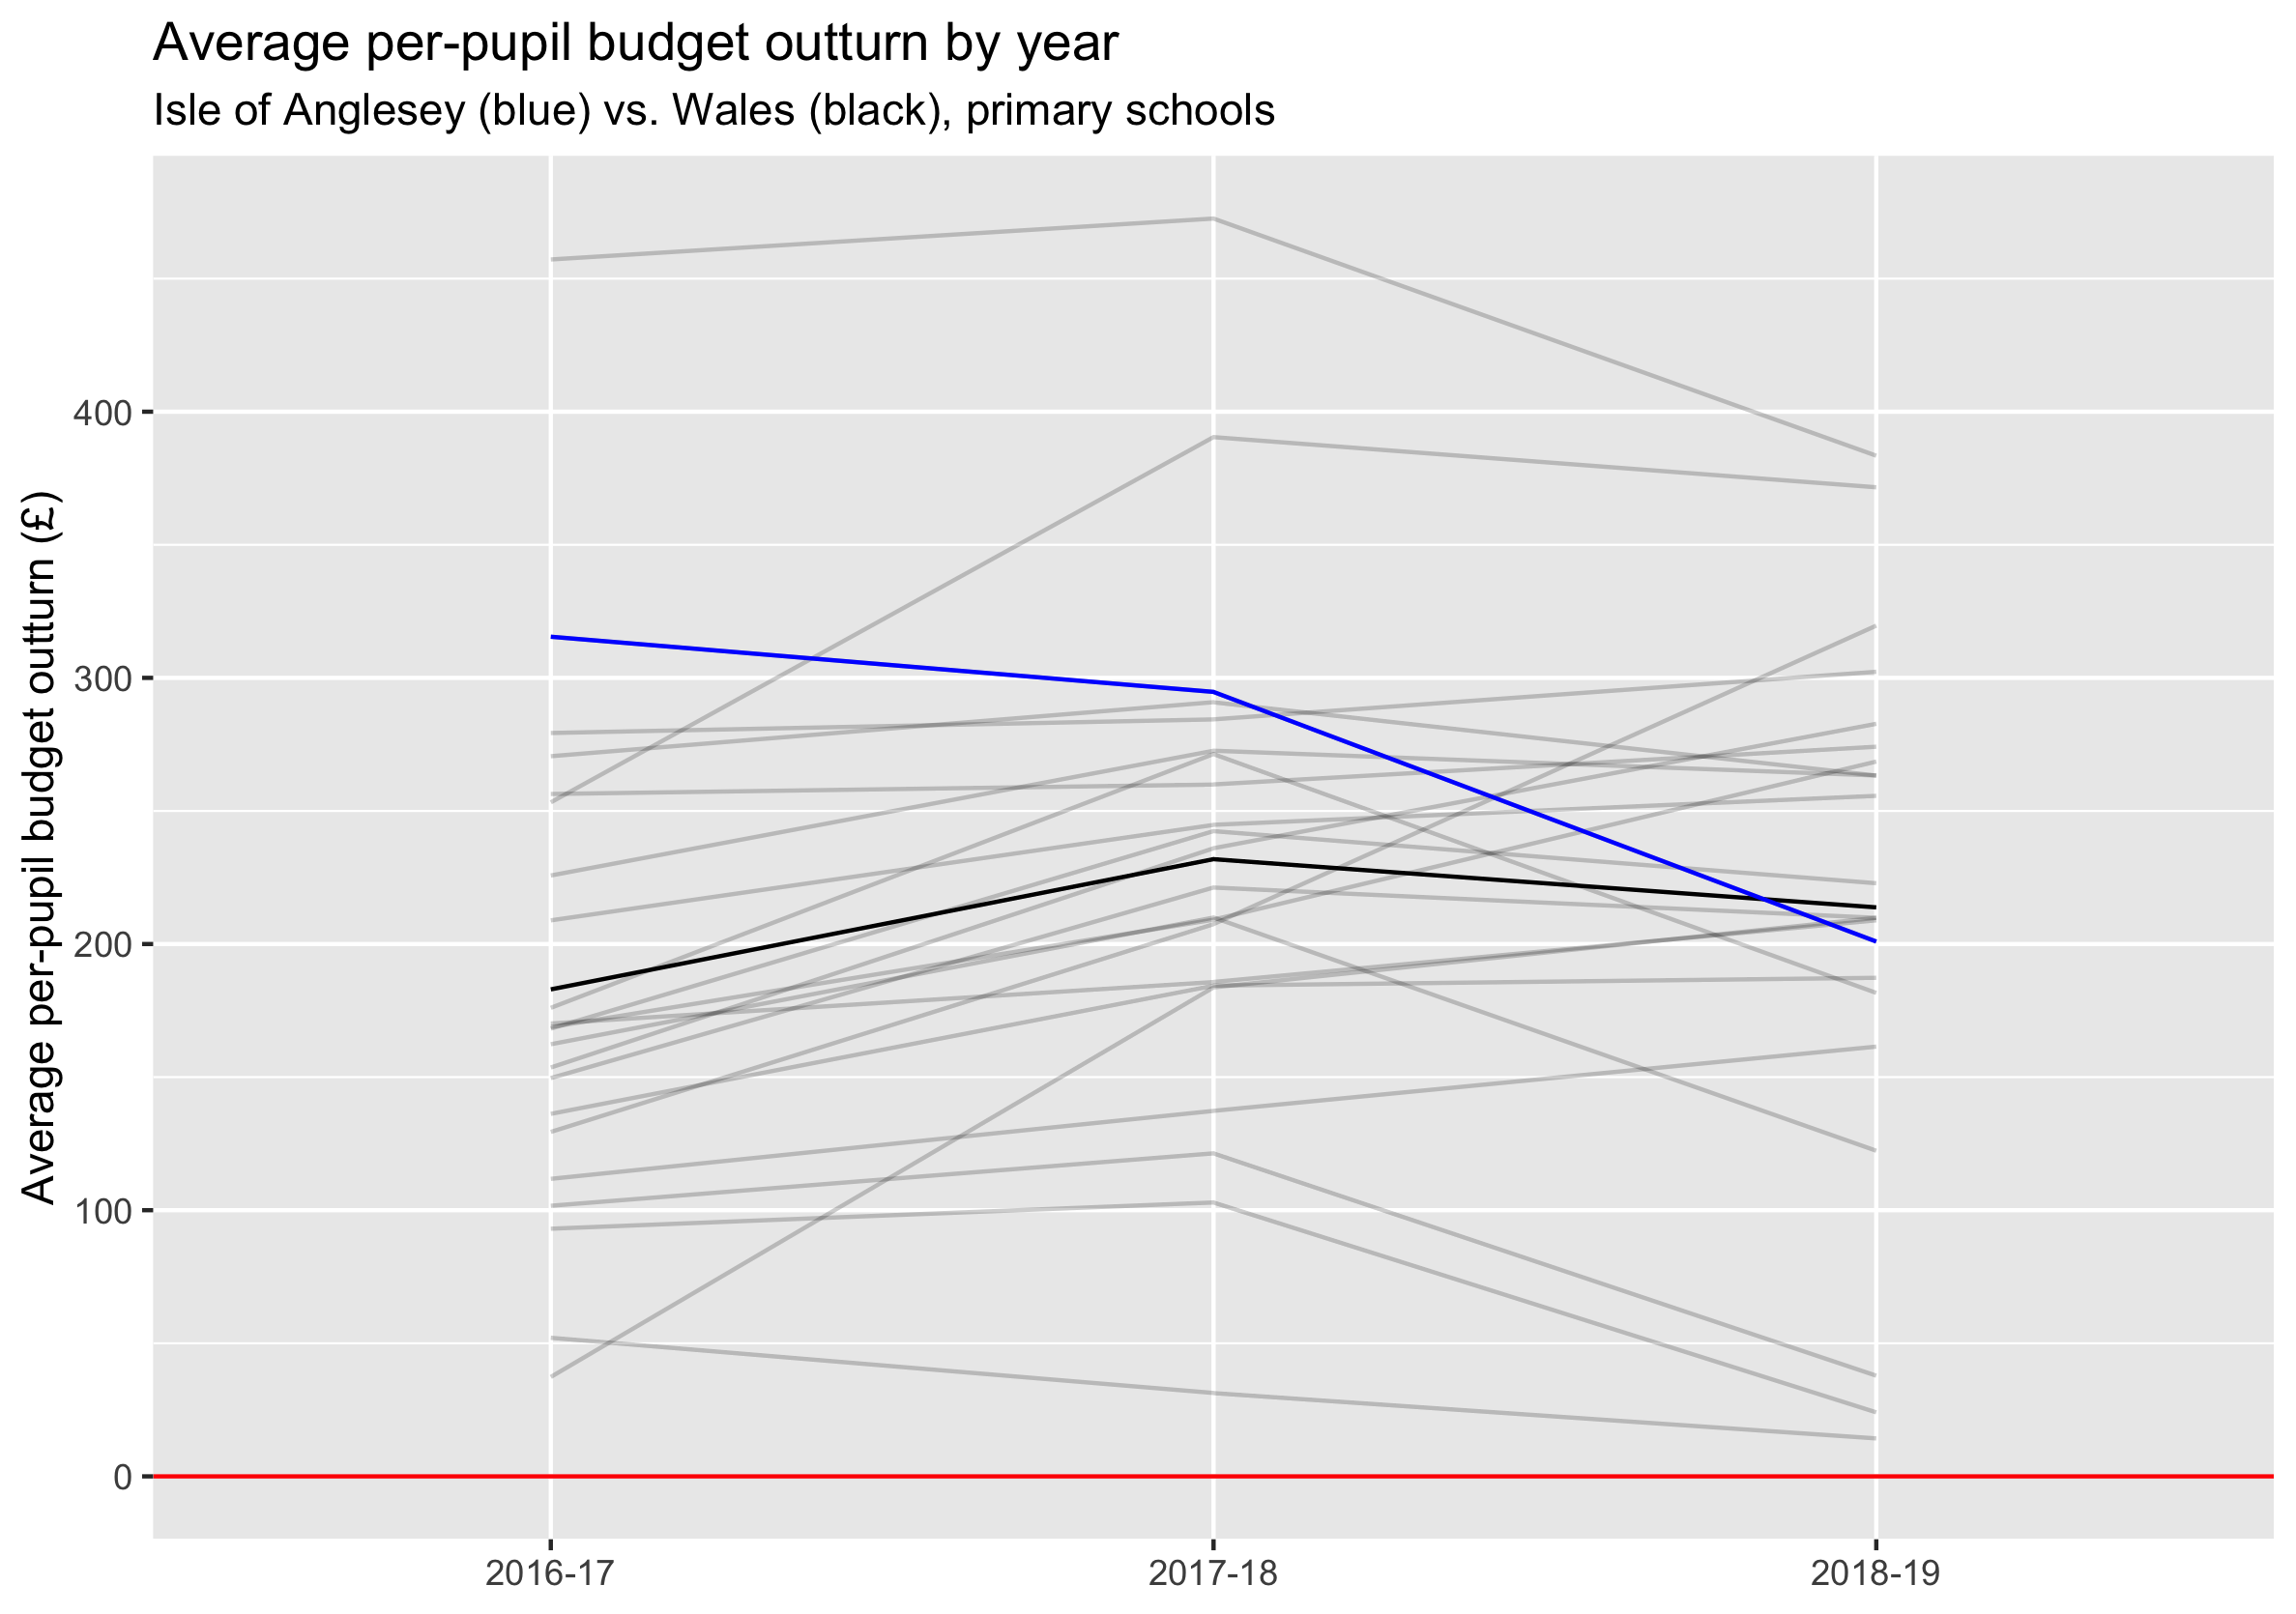 Average per-pupil budget outturn by year
Isle of Anglesey (blue) vs. Wales (black), primary schools
Average per-pupil budget outturn (£)
400
300
200
100
0
2016-17
2017-18
2018-19